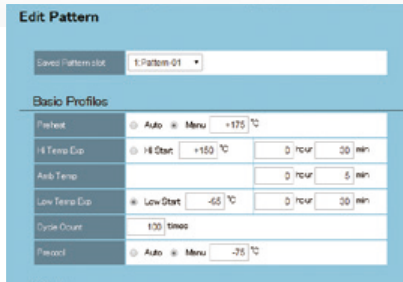 Edit Pattern
Saved Pattern slot 1:Pattern-01
Basic Profiles
Preheat Auto Manu +175 °C
Hi Temp Exp Hi Start +150 °C 0 hour 30 min
Amb Temp 0 hour 5 min
Low Temp Exp Low Start -65 °C 0 hour 30 min
Cycle Count 100 times
Precool Auto Manu -75 °C